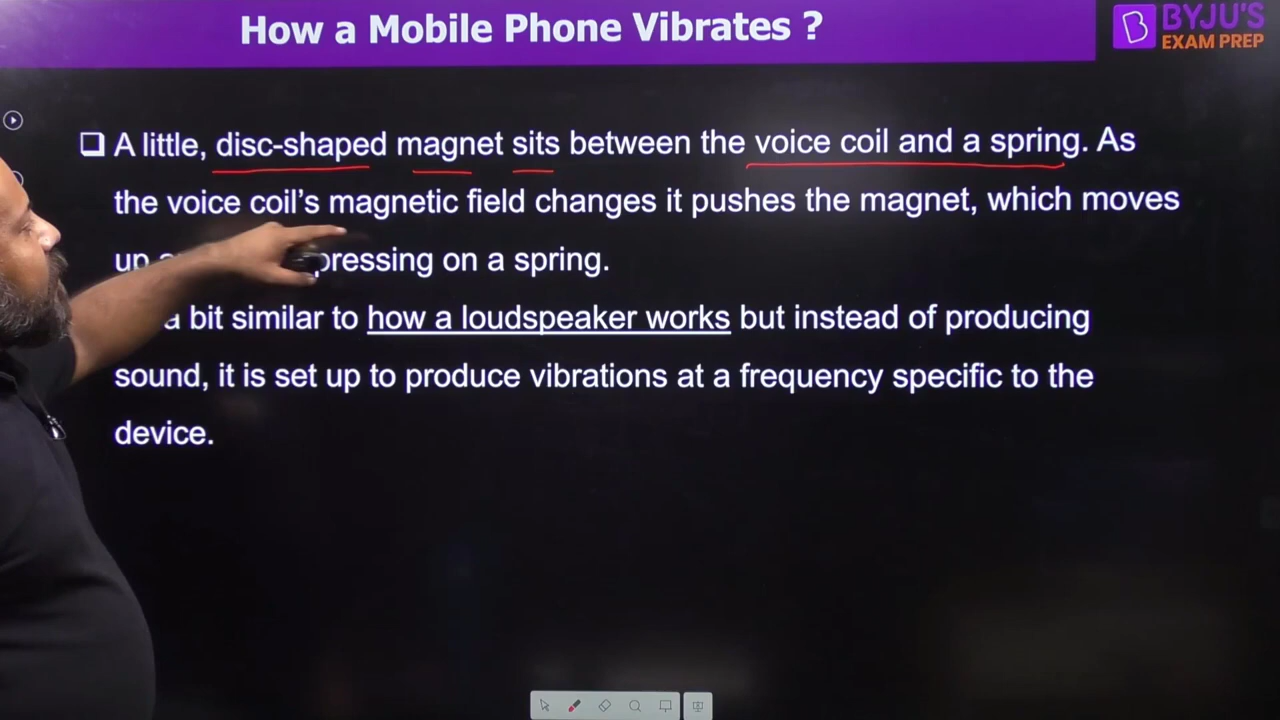 How a Mobile Phone Vibrates ?
BYJU'S
EXAM PREP
A little, disc-shaped magnet sits between the voice coil and a spring. As
the voice coil's magnetic field changes it pushes the magnet, which moves
up pressing on a spring.
a bit similar to how a loudspeaker works but instead of producing
sound, it is set up to produce vibrations at a frequency specific to the
device.